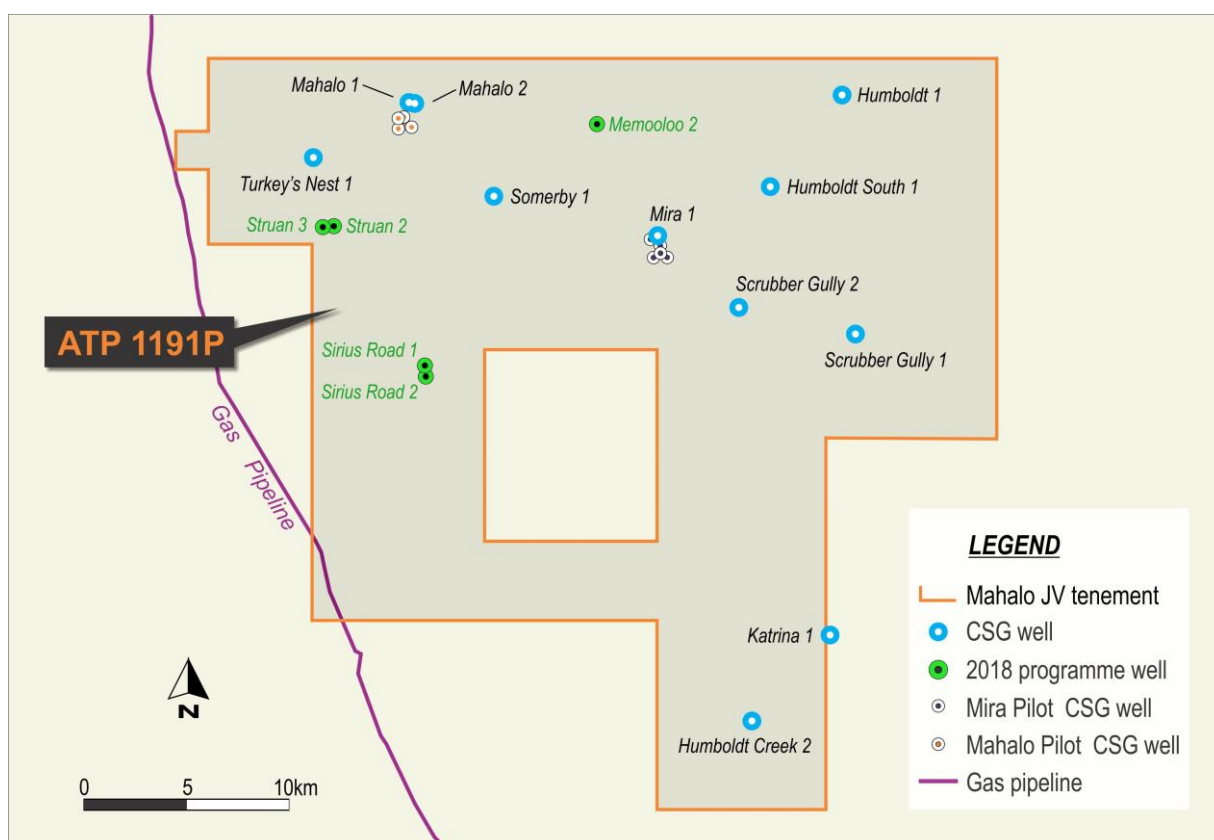 Mahalo 1
Mahalo 2
Humboldt 1
Memooloo 2
Turkey's Nest 1
Somerby 1
Humboldt South 1
Struan 3
Struan 2
Mira 1
Scrubber Gully 2
ATP 1191P
Sirius Road 1
Scrubber Gully 1
Sirius Road 2
Gas Pipeline
Katrina 1
Humboldt Creek 2
N
0 5 10km
LEGEND
Mahalo JV tenement
CSG well
2018 programme well
Mira Pilot CSG well
Mahalo Pilot CSG well
Gas pipeline